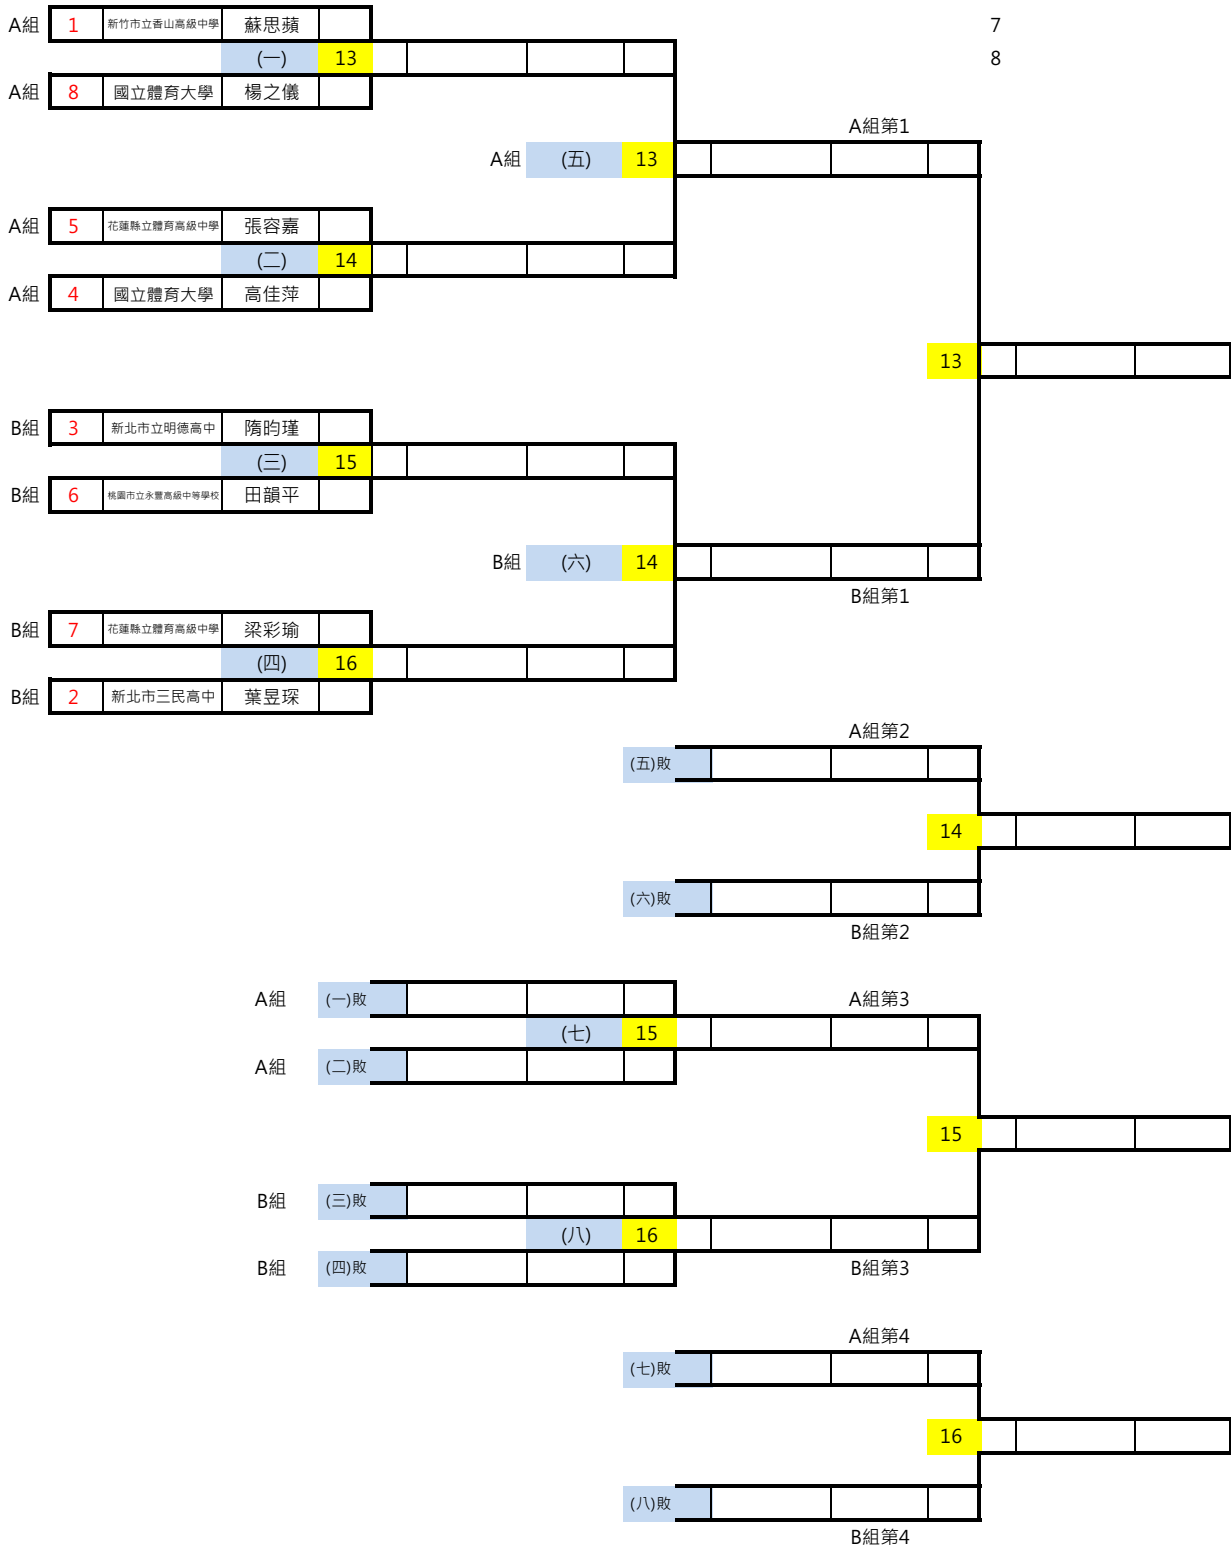 A組 1 新竹市立香山高級中學 蘇思蘋 7
(一) 13 8
A組 8 國立體育大學 楊之儀
A組第1
A組 (五) 13
A組 5 花蓮縣立體育高級中學 張容嘉
(二) 14
A組 4 國立體育大學 高佳萍
13
B組 3 新北市立明德高中 隋昀瑾
(三) 15
B組 6 桃園市立永豐高級中等學校 田韻平
B組 (六) 14
B組第1
B組 7 花蓮縣立體育高級中學 梁彩瑜
(四) 16
B組 2 新北市三民高中 葉昱琛
A組第2
(五)敗
14
(六)敗
B組第2
A組 (一)敗 A組第3
(七) 15
A組 (二)敗
15
B組 (三)敗
(八) 16
B組 (四)敗 B組第3
A組第4
(七)敗
16
(八)敗
B組第4